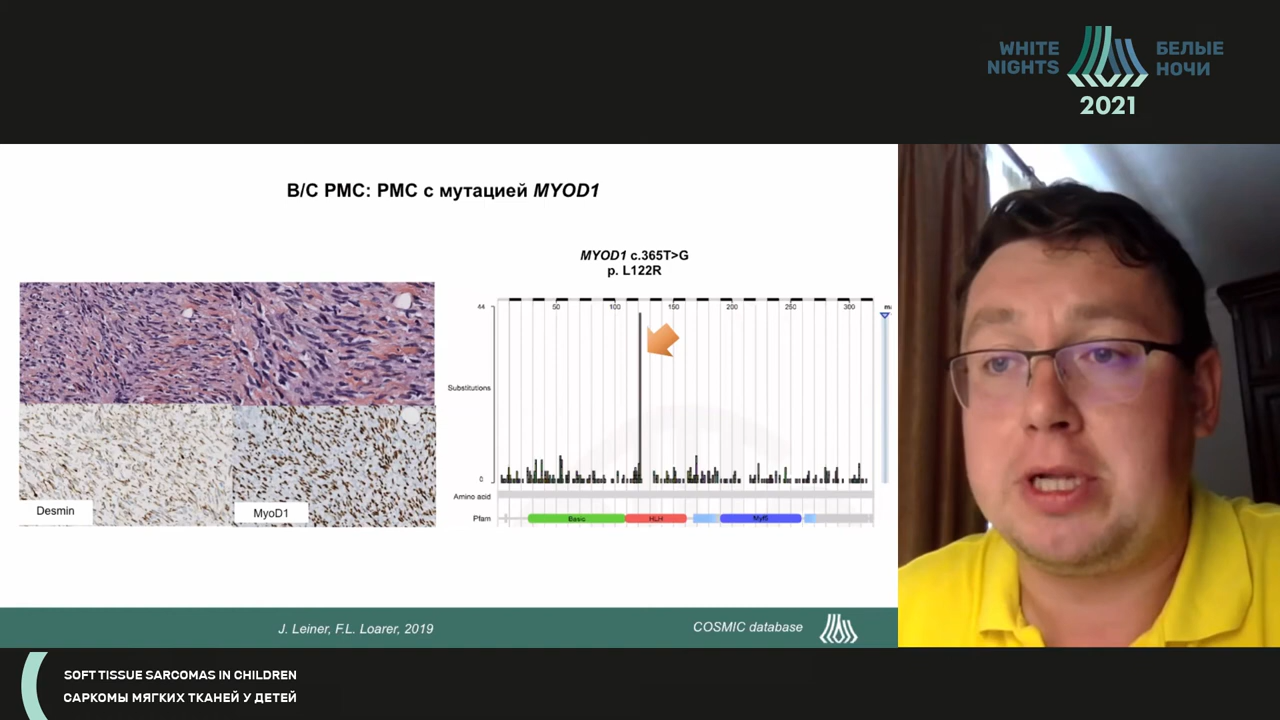 WHITE NIGHTS
БЕЛЫЕ НОЧИ
2021
В/С РМС: РМС с мутацией MYOD1
MYOD1 c.365T>G
p. L122R
44
50
100
150
200
250
300
Substitutions
0
Amino acid
Pfam
Basic
HLH
Myf5
Desmin
MyoD1
J. Leiner, F.L. Loarer, 2019
COSMIC database
SOFT TISSUE SARCOMAS IN CHILDREN
САРКОМЫ МЯГКИХ ТКАНЕЙ У ДЕТЕЙ